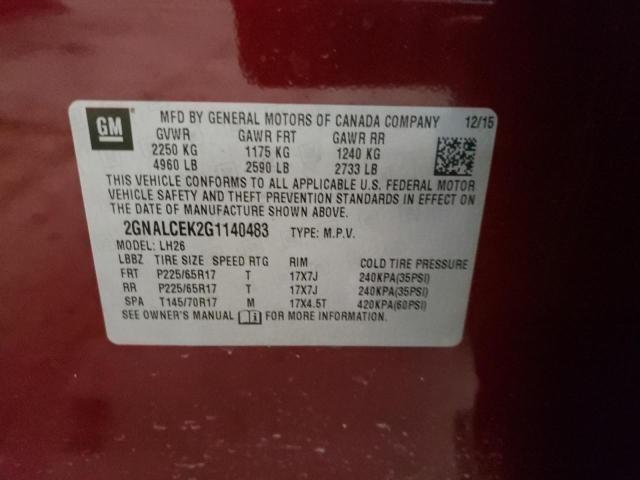 GM
MFD BY GENERAL MOTORS OF CANADA COMPANY 12/15
GVWR GAWR FRT GAWR RR
2250 KG 1175 KG 1240 KG
4960 LB 2590 LB 2733 LB
THIS VEHICLE CONFORMS TO ALL APPLICABLE U.S. FEDERAL MOTOR
VEHICLE SAFETY AND THEFT PREVENTION STANDARDS IN EFFECT ON
THE DATE OF MANUFACTURE SHOWN ABOVE.
2GNALCEK2G1140483 TYPE: M.P.V.
MODEL: LH26
LBBZ TIRE SIZE SPEED RTG RIM COLD TIRE PRESSURE
FRT P225/65R17 T 17X7J 240KPA(35PSI)
RR P225/65R17 T 17X7J 240KPA(35PSI)
SPA T145/70R17 M 17X4.5T 420KPA(60PSI)
SEE OWNER'S MANUAL FOR MORE INFORMATION.